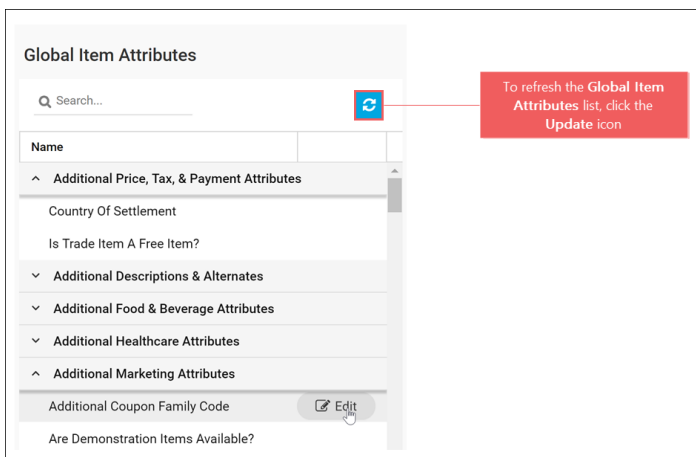 Global Item Attributes
Search...
To refresh the Global Item
Attributes list, click the
Update icon
Name
Additional Price, Tax, & Payment Attributes
Country Of Settlement
Is Trade Item A Free Item?
Additional Descriptions & Alternates
Additional Food & Beverage Attributes
Additional Healthcare Attributes
Additional Marketing Attributes
Additional Coupon Family Code
Edit
Are Demonstration Items Available?